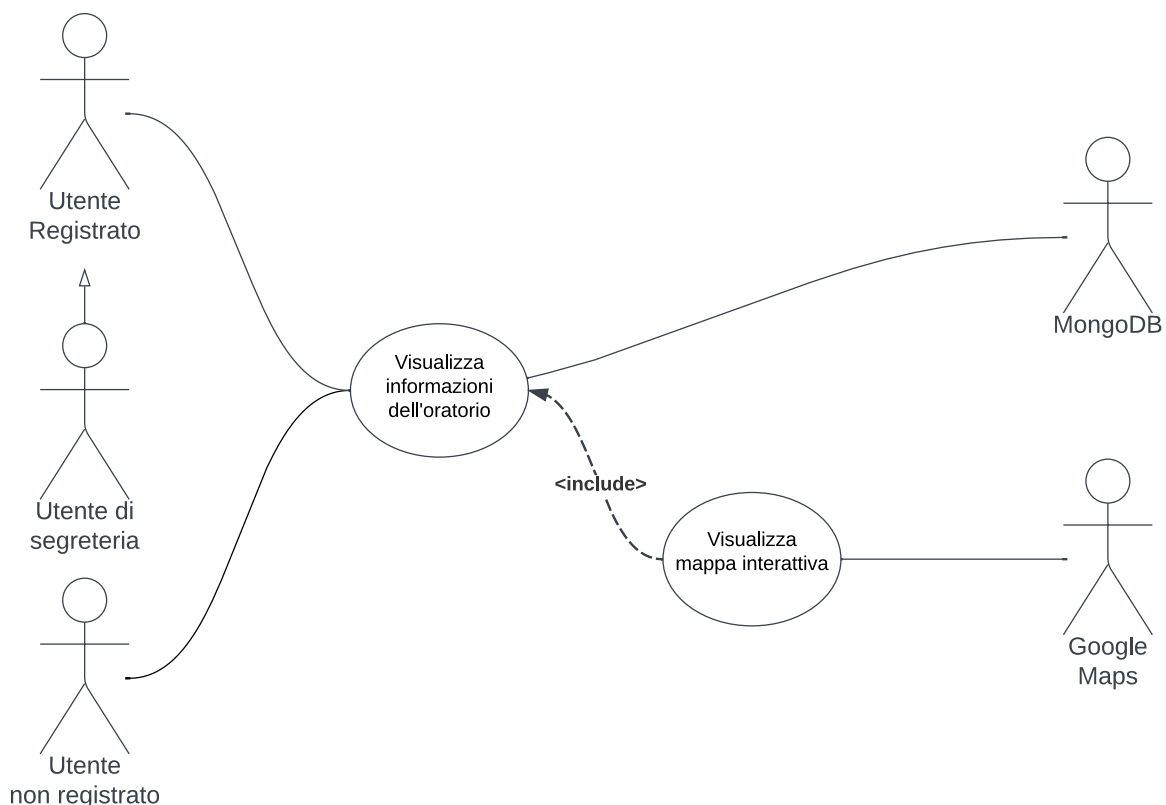 Utente
Registrato
MongoDB
Visualizza
informazioni
dell'oratorio
<include>
Utente di
segreteria
Visualizza
mappa interattiva
Google
Maps
Utente
non registrato